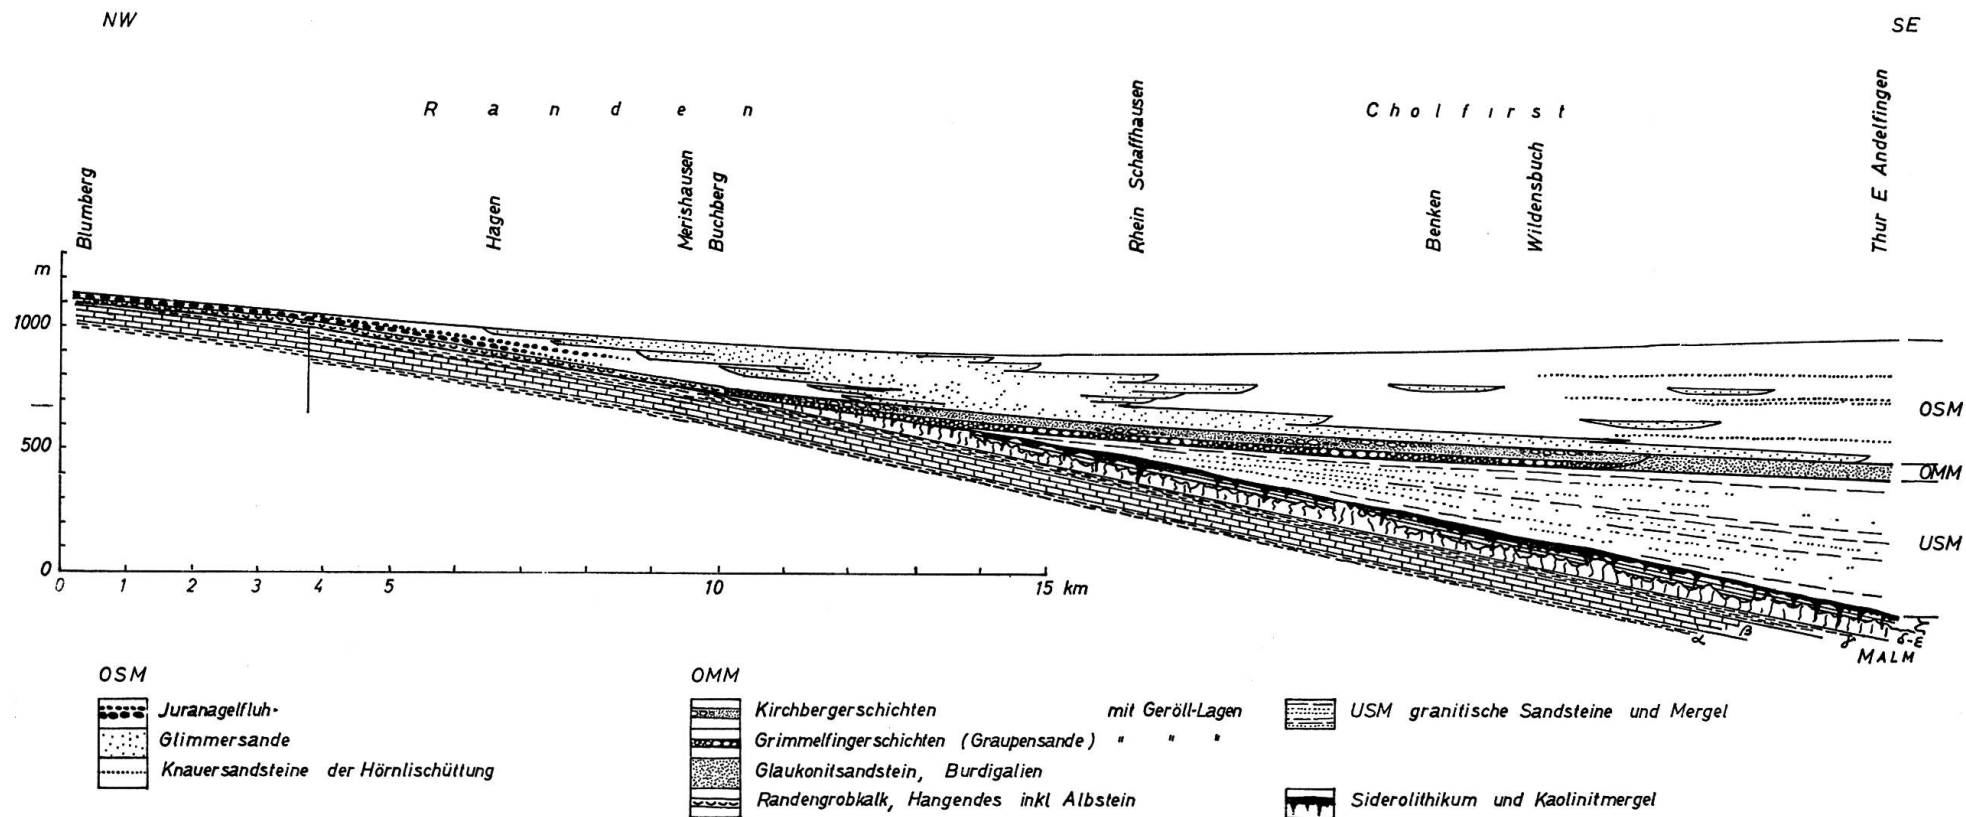 NW
SE
Randen
Cholfirst
Blumberg
Hagen
Merishausen
Buchberg
Rhein Schaffhausen
Benken
Wildensbuch
Thur E Andelfingen
m
1000
500
0
OSM
OMM
USM
0 1 2 3 4 5 10 15 km
α β γ δ-ε
MALM
OSM
Juranagelfluh-
Glimmersande
Knauersandsteine der Hörnlischüttung
OMM
Kirchbergerschichten mit Geröll-Lagen
Grimmelfingerschichten (Graupensande) " " "
Glaukonitsandstein, Burdigalien
Randengrobkalk, Hangendes inkl Albstein
USM granitische Sandsteine und Mergel
Siderolithikum und Kaolinitmergel